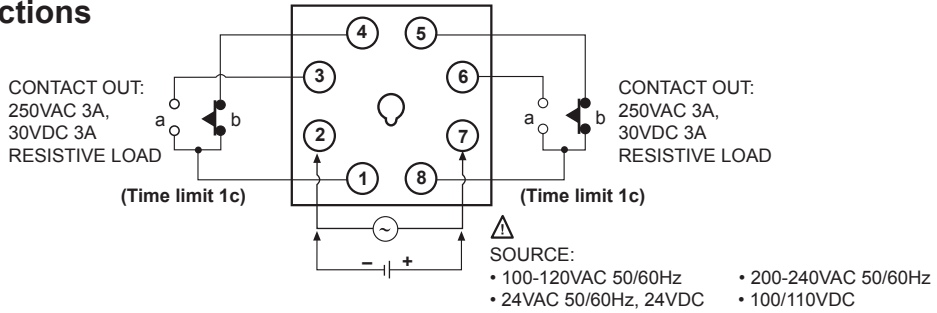 ctions
4 5
3 6
2 7
1 8
CONTACT OUT:
250VAC 3A,
30VDC 3A
RESISTIVE LOAD
a b
(Time limit 1c)
CONTACT OUT:
250VAC 3A,
30VDC 3A
RESISTIVE LOAD
a b
(Time limit 1c)
~
− +
!
SOURCE:
• 100-120VAC 50/60Hz • 200-240VAC 50/60Hz
• 24VAC 50/60Hz, 24VDC • 100/110VDC